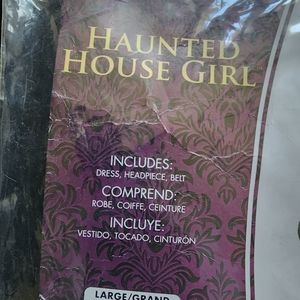 HAUNTED
HOUSE GIRL
INCLUDES:
DRESS, HEADPIECE, BELT
COMPREND:
ROBE, COIFFE, CEINTURE
INCLUYE:
VESTIDO, TOCADO, CINTURÓN
LARGE/GRAND